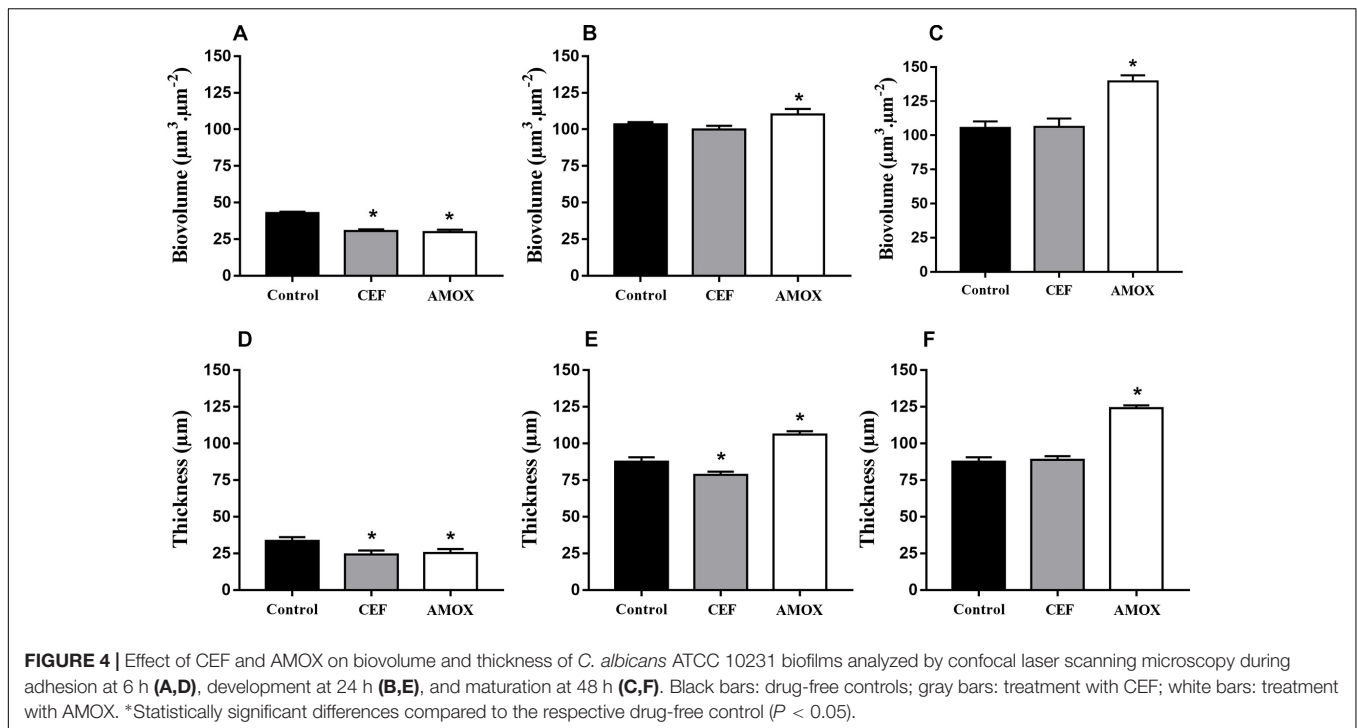 A
Biovolume (µm³.µm⁻²)
150
125
100
75
50
25
0
*
*
Control CEF AMOX
B
Biovolume (µm³.µm⁻²)
150
125
100
75
50
25
0
*
Control CEF AMOX
C
Biovolume (µm³.µm⁻²)
150
125
100
75
50
25
0
*
Control CEF AMOX
D
Thickness (µm)
150
125
100
75
50
25
0
*
*
Control CEF AMOX
E
Thickness (µm)
150
125
100
75
50
25
0
*
*
Control CEF AMOX
F
Thickness (µm)
150
125
100
75
50
25
0
*
Control CEF AMOX
FIGURE 4 | Effect of CEF and AMOX on biovolume and thickness of C. albicans ATCC 10231 biofilms analyzed by confocal laser scanning microscopy during
adhesion at 6 h (A,D), development at 24 h (B,E), and maturation at 48 h (C,F). Black bars: drug-free controls; gray bars: treatment with CEF; white bars: treatment
with AMOX. *Statistically significant differences compared to the respective drug-free control (P < 0.05).